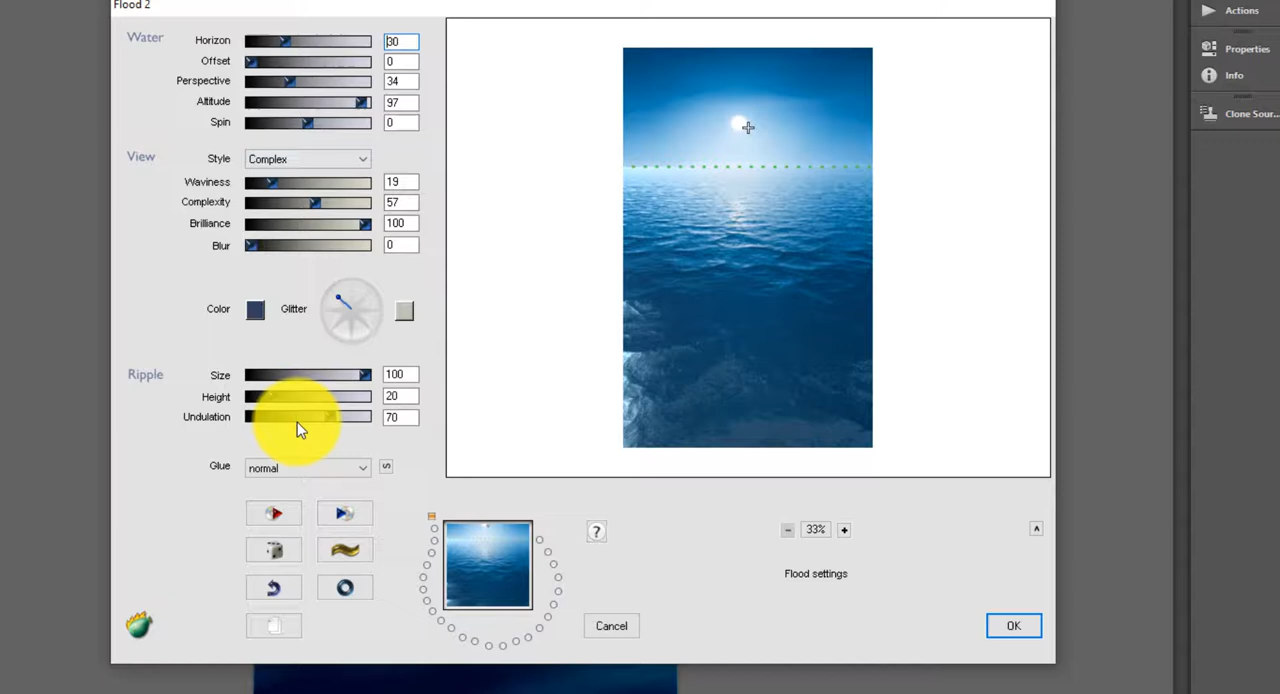 Flood 2
Water
Horizon 30
Offset 0
Perspective 34
Altitude 97
Spin 0
View
Style Complex
Waviness 19
Complexity 57
Brilliance 100
Blur 0
Color Glitter
Ripple
Size 100
Height 20
Undulation 70
Glue normal S
?
- 33% +
Flood settings
Cancel
OK
Actions
Properties
Info
Clone Sour...